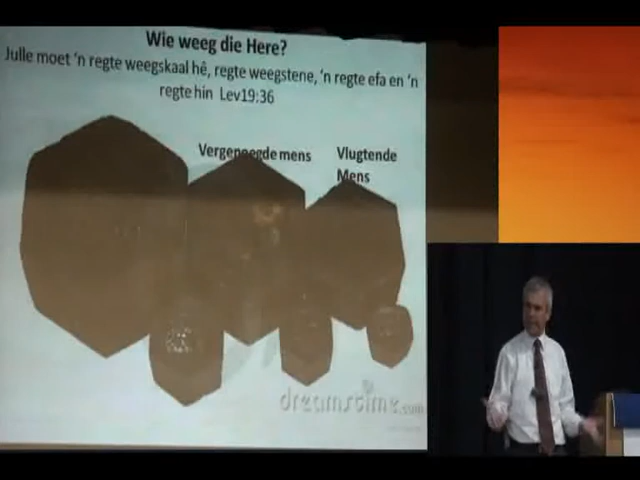 Wie weeg die Here?
Julle moet 'n regte weegskaal hê, regte weegstene, 'n regte efa en 'n
regte hin Lev19:36
Vergenoegde mens
Vlugtende
Mens
dreamstime.com